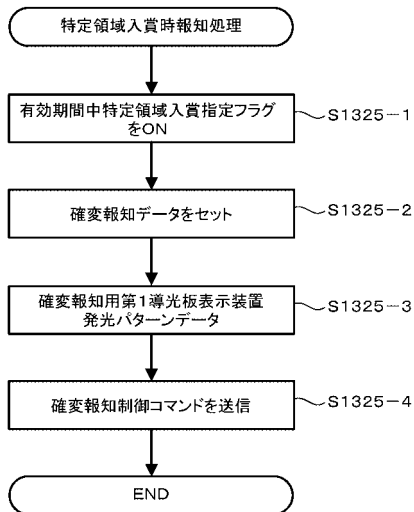 特定領域入賞時報知処理
有効期間中特定領域入賞指定フラグ
をON
S1325-1
確変報知データをセット
S1325-2
確変報知用第1導光板表示装置
発光パターンデータ
S1325-3
確変報知制御コマンドを送信
S1325-4
END